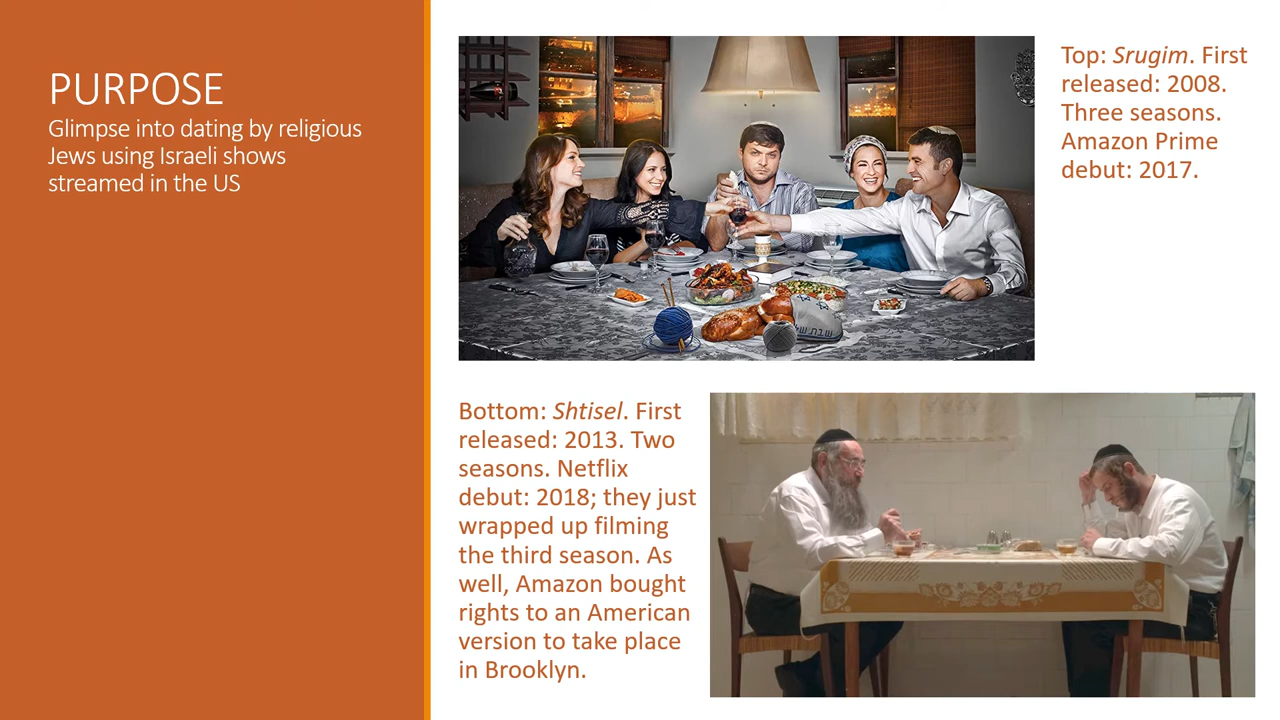 PURPOSE
Glimpse into dating by religious
Jews using Israeli shows
streamed in the US
Top: Srugim. First
released: 2008.
Three seasons.
Amazon Prime
debut: 2017.
Bottom: Shtisel. First
released: 2013. Two
seasons. Netflix
debut: 2018; they just
wrapped up filming
the third season. As
well, Amazon bought
rights to an American
version to take place
in Brooklyn.